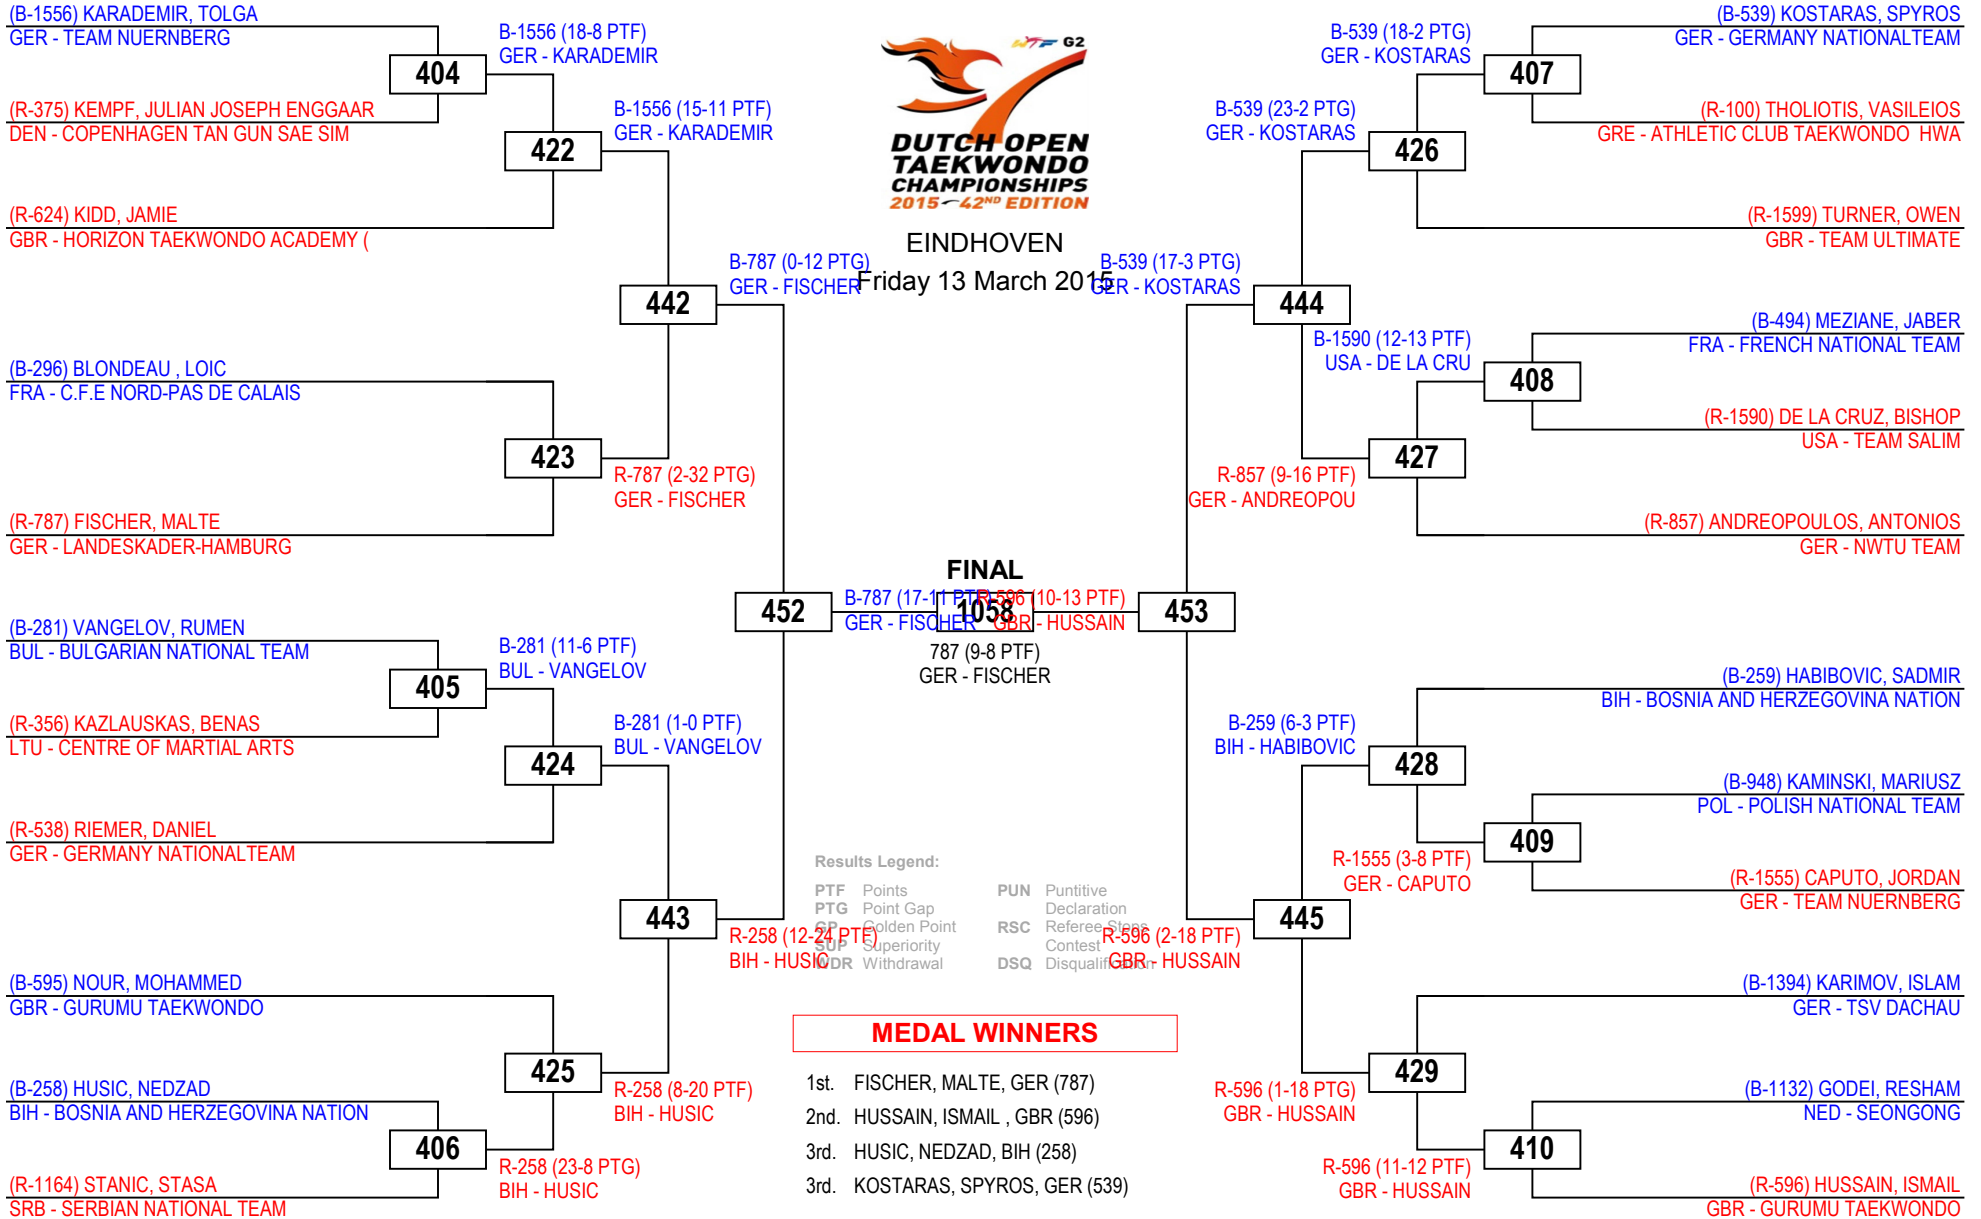 (B-1556) KARADEMIR, TOLGA
GER - TEAM NUERNBERG
404
(R-375) KEMPF, JULIAN JOSEPH ENGGAAR
DEN - COPENHAGEN TAN GUN SAE SIM
B-1556 (18-8 PTF)
GER - KARADEMIR
422
(R-624) KIDD, JAMIE
GBR - HORIZON TAEKWONDO ACADEMY (
B-1556 (15-11 PTF)
GER - KARADEMIR
442
(B-296) BLONDEAU , LOIC
FRA - C.F.E NORD-PAS DE CALAIS
423
(R-787) FISCHER, MALTE
GER - LANDESKADER-HAMBURG
R-787 (2-32 PTG)
GER - FISCHER
B-787 (0-12 PTG)
GER - FISCHER
452
(B-281) VANGELOV, RUMEN
BUL - BULGARIAN NATIONAL TEAM
405
(R-356) KAZLAUSKAS, BENAS
LTU - CENTRE OF MARTIAL ARTS
B-281 (11-6 PTF)
BUL - VANGELOV
424
(R-538) RIEMER, DANIEL
GER - GERMANY NATIONALTEAM
B-281 (1-0 PTF)
BUL - VANGELOV
443
(B-595) NOUR, MOHAMMED
GBR - GURUMU TAEKWONDO
425
(B-258) HUSIC, NEDZAD
BIH - BOSNIA AND HERZEGOVINA NATION
406
(R-1164) STANIC, STASA
SRB - SERBIAN NATIONAL TEAM
R-258 (23-8 PTG)
BIH - HUSIC
R-258 (8-20 PTF)
BIH - HUSIC
R-258 (12-24 PTF)
BIH - HUSIC
WTF G2
DUTCH OPEN
TAEKWONDO
CHAMPIONSHIPS
2015 42ND EDITION
EINDHOVEN
Friday 13 March 2015
FINAL
B-787 (17-11 PTF)
GER - FISCHER
1058
R-596 (10-13 PTF)
GBR - HUSSAIN
787 (9-8 PTF)
GER - FISCHER
Results Legend:
PTF Points
PTG Point Gap
GP Golden Point
SUP Superiority
WDR Withdrawal
PUN Puntitive
Declaration
RSC Referee Stops
Contest
DSQ Disqualification
MEDAL WINNERS
1st. FISCHER, MALTE, GER (787)
2nd. HUSSAIN, ISMAIL , GBR (596)
3rd. HUSIC, NEDZAD, BIH (258)
3rd. KOSTARAS, SPYROS, GER (539)
(B-539) KOSTARAS, SPYROS
GER - GERMANY NATIONALTEAM
407
(R-100) THOLIOTIS, VASILEIOS
GRE - ATHLETIC CLUB TAEKWONDO HWA
B-539 (18-2 PTG)
GER - KOSTARAS
426
(R-1599) TURNER, OWEN
GBR - TEAM ULTIMATE
B-539 (23-2 PTG)
GER - KOSTARAS
444
(B-494) MEZIANE, JABER
FRA - FRENCH NATIONAL TEAM
408
(R-1590) DE LA CRUZ, BISHOP
USA - TEAM SALIM
B-1590 (12-13 PTF)
USA - DE LA CRU
427
(R-857) ANDREOPOULOS, ANTONIOS
GER - NWTU TEAM
R-857 (9-16 PTF)
GER - ANDREOPOU
B-539 (17-3 PTG)
GER - KOSTARAS
453
(B-259) HABIBOVIC, SADMIR
BIH - BOSNIA AND HERZEGOVINA NATION
428
(B-948) KAMINSKI, MARIUSZ
POL - POLISH NATIONAL TEAM
409
(R-1555) CAPUTO, JORDAN
GER - TEAM NUERNBERG
R-1555 (3-8 PTF)
GER - CAPUTO
B-259 (6-3 PTF)
BIH - HABIBOVIC
445
(B-1394) KARIMOV, ISLAM
GER - TSV DACHAU
429
(B-1132) GODEI, RESHAM
NED - SEONGONG
410
(R-596) HUSSAIN, ISMAIL
GBR - GURUMU TAEKWONDO
R-596 (11-12 PTF)
GBR - HUSSAIN
R-596 (1-18 PTG)
GBR - HUSSAIN
R-596 (2-18 PTF)
GBR - HUSSAIN